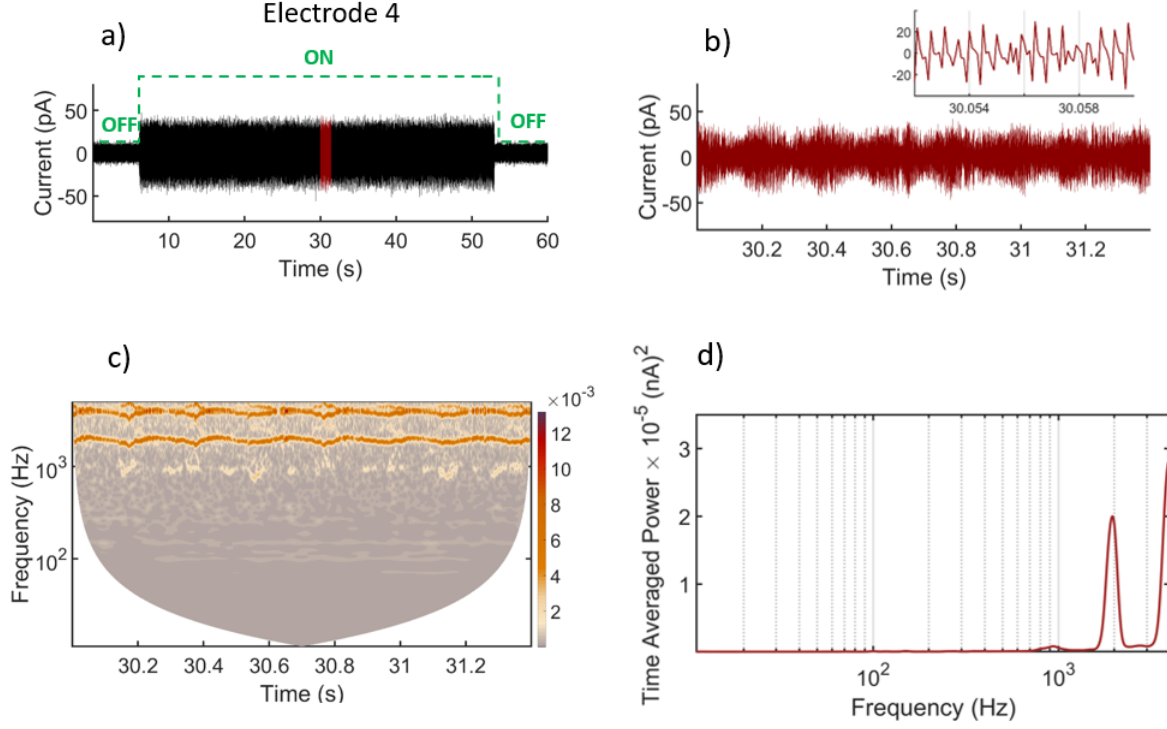 Electrode 4
a)
ON
OFF
OFF
Current (pA)
50
0
-50
10 20 30 40 50 60
Time (s)
b)
20
0
-20
30.054 30.058
Current (pA)
50
0
-50
30.2 30.4 30.6 30.8 31 31.2
Time (s)
c)
×10⁻³
12
10
8
6
4
2
Frequency (Hz)
10³
10²
30.2 30.4 30.6 30.8 31 31.2
Time (s)
d)
Time Averaged Power × 10⁻⁵ (nA)²
3
2
1
10² 10³
Frequency (Hz)